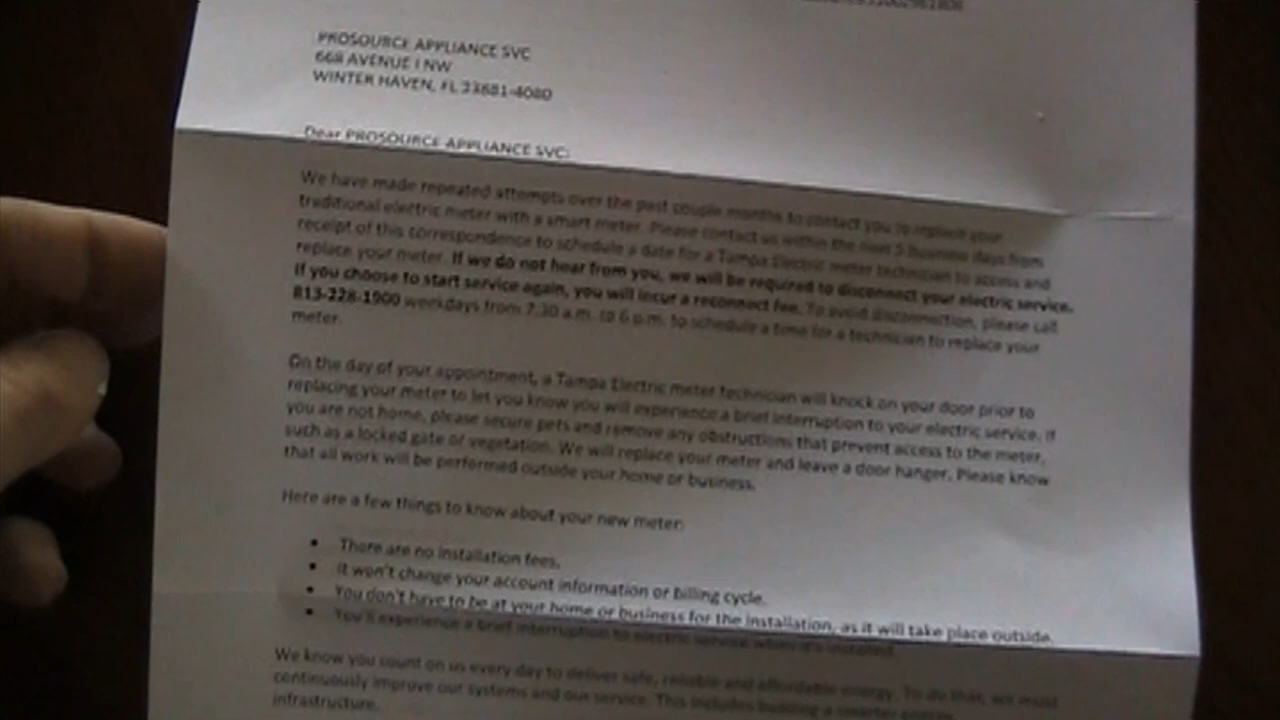 PROSOURCE APPLIANCE SVC
668 AVENUE I NW
WINTER HAVEN, FL 33881-4080
Dear PROSOURCE APPLIANCE SVC:
We have made repeated attempts over the past couple months to contact you to replace your
traditional electric meter with a smart meter. Please contact us within the next 5 business days from
receipt of this correspondence to schedule a date for a Tampa Electric meter technician to access and
replace your meter. If we do not hear from you, we will be required to disconnect your electric service.
If you choose to start service again, you will incur a reconnect fee. To avoid disconnection, please call
813-228-1900 weekdays from 7:30 a.m. to 6 p.m. to schedule a time for a technician to replace your
meter.
On the day of your appointment, a Tampa Electric meter technician will knock on your door prior to
replacing your meter to let you know you will experience a brief interruption to your electric service. If
you are not home, please secure pets and remove any obstructions that prevent access to the meter,
such as a locked gate or vegetation. We will replace your meter and leave a door hanger. Please know
that all work will be performed outside your home or business.
Here are a few things to know about your new meter:
• There are no installation fees.
• It won't change your account information or billing cycle.
• You don't have to be at your home or business for the installation, as it will take place outside.
• You'll experience a brief interruption to electric service when it's installed.
We know you count on us every day to deliver safe, reliable and affordable energy. To do that, we must
continuously improve our systems and our service. This includes building a smarter energy
infrastructure.